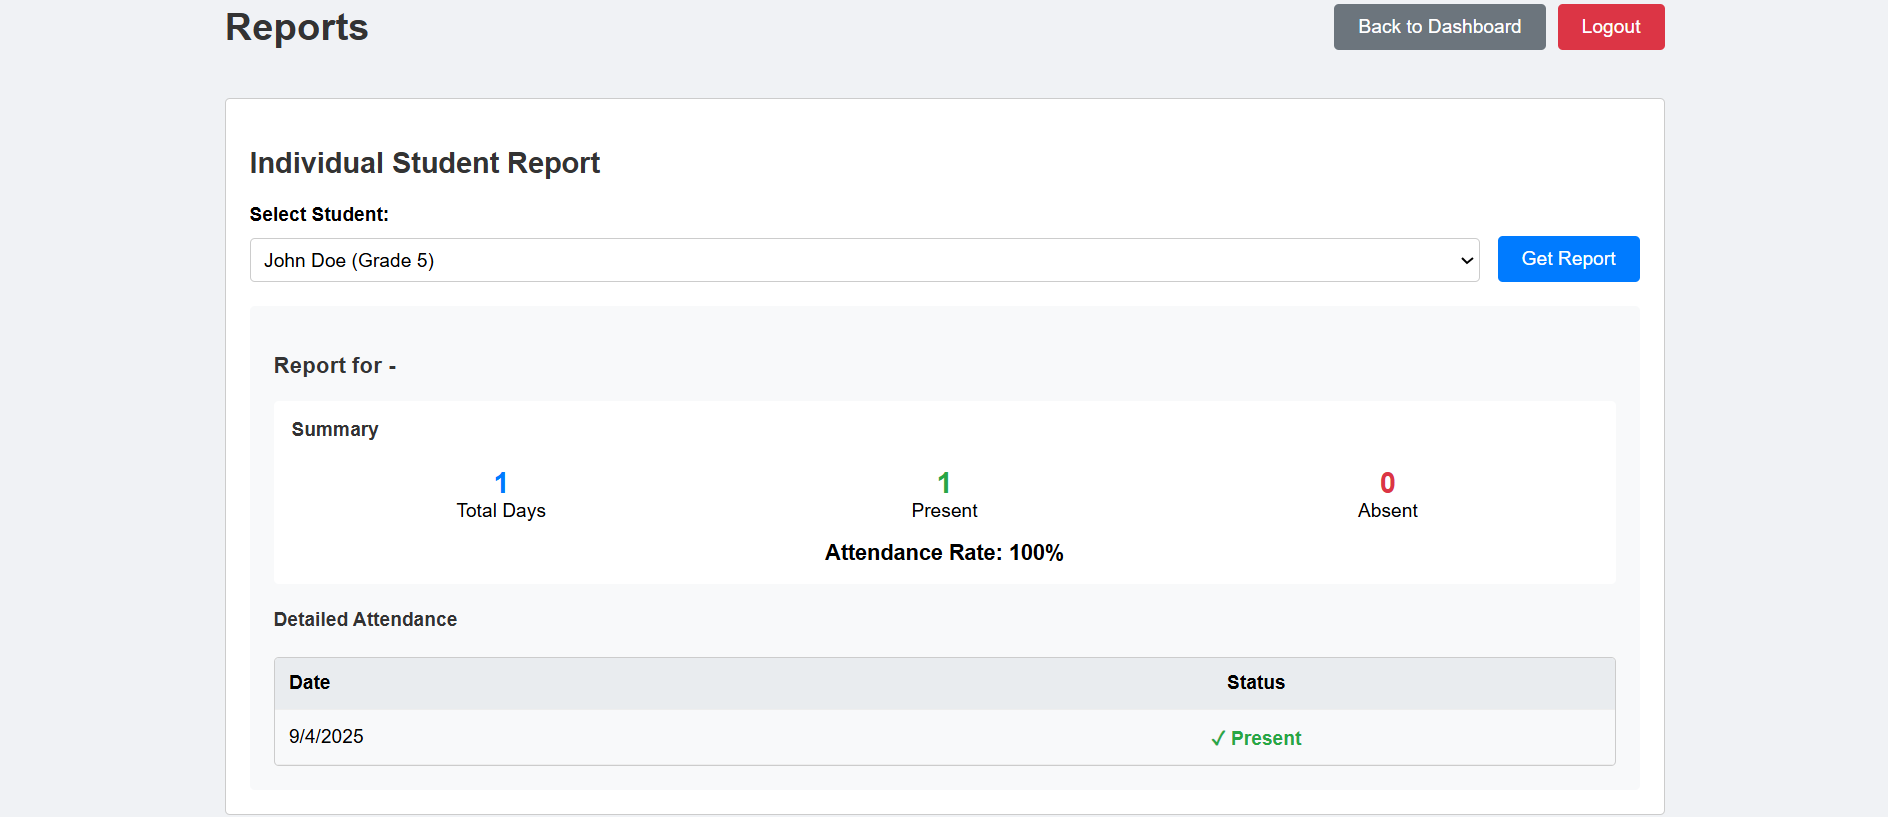 Reports
Back to Dashboard
Logout
Individual Student Report
Select Student:
John Doe (Grade 5)
Get Report
Report for -
Summary
1
Total Days
1
Present
0
Absent
Attendance Rate: 100%
Detailed Attendance
Date Status
9/4/2025 ✓ Present